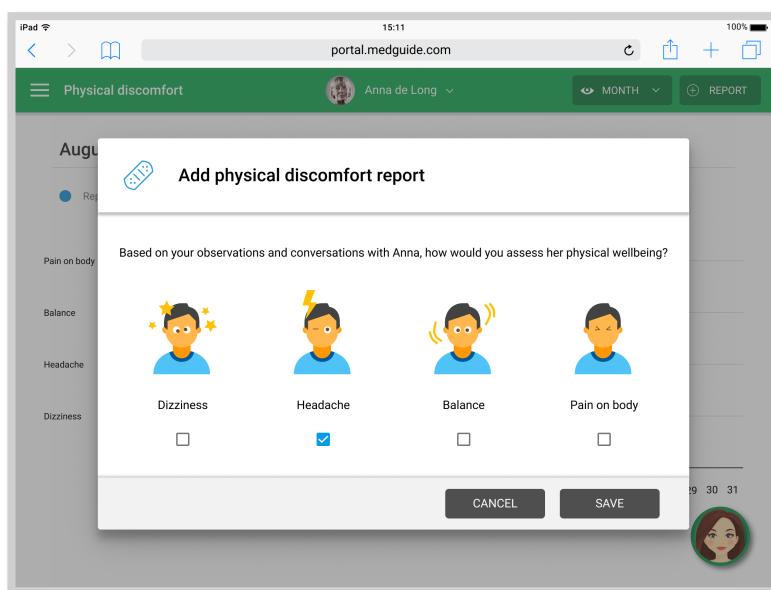 iPad 15:11 100%
portal.medguide.com
Physical discomfort Anna de Long MONTH REPORT
Augu
Rep
Add physical discomfort report
Based on your observations and conversations with Anna, how would you assess her physical wellbeing?
Pain on body
Balance
Headache
Dizziness
Dizziness Headache Balance Pain on body
CANCEL SAVE
29 30 31